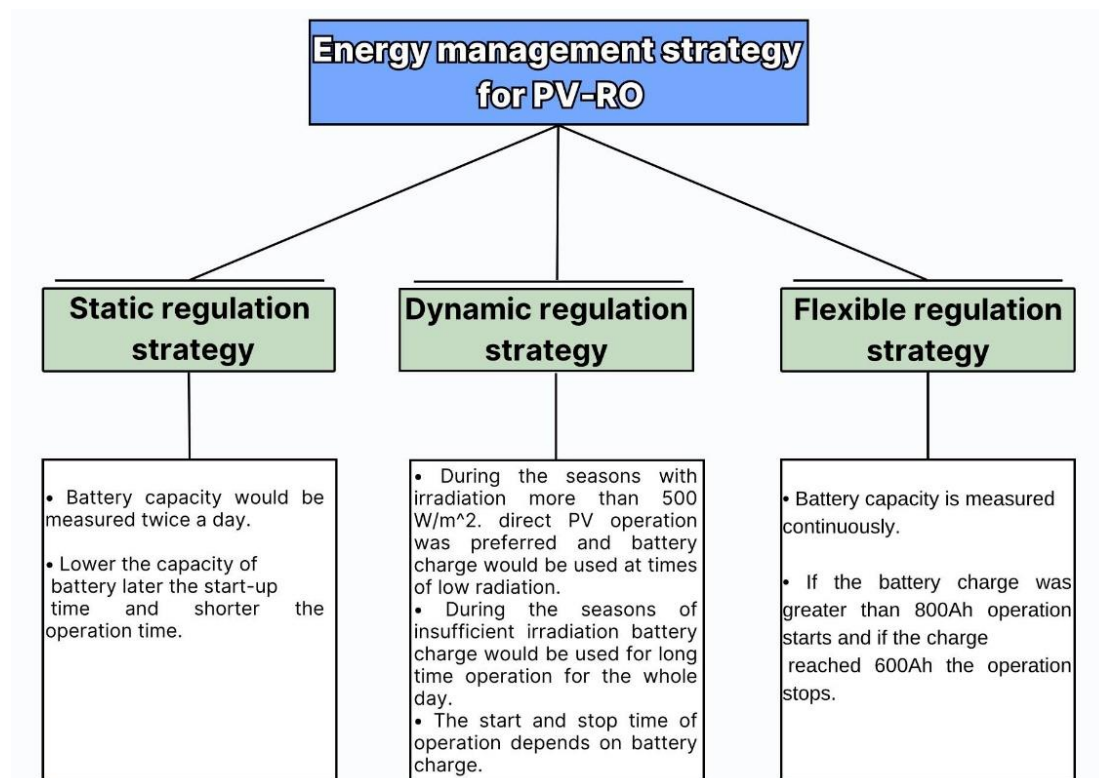 Energy management strategy
for PV-RO
Static regulation
strategy
Dynamic regulation
strategy
Flexible regulation
strategy
• Battery capacity would be
measured twice a day.
• Lower the capacity of
battery later the start-up
time and shorter the
operation time.
• During the seasons with
irradiation more than 500
W/m^2. direct PV operation
was preferred and battery
charge would be used at times
of low radiation.
• During the seasons of
insufficient irradiation battery
charge would be used for long
time operation for the whole
day.
• The start and stop time of
operation depends on battery
charge.
• Battery capacity is measured
continuously.
• If the battery charge was
greater than 800Ah operation
starts and if the charge
reached 600Ah the operation
stops.